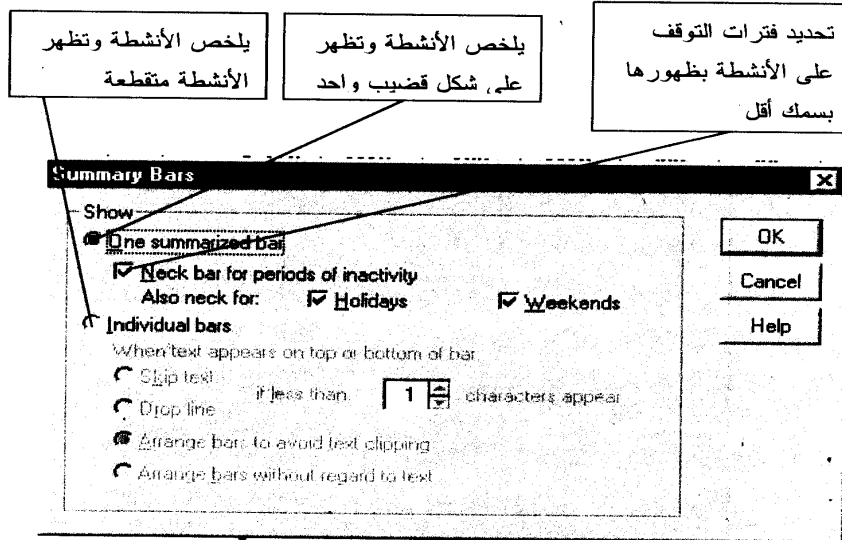 تحديد فترات التوقف
على الأنشطة بظهورها
بسمك أقل
يلخص الأنشطة وتظهر
على شكل قضيب واحد
يلخص الأنشطة وتظهر
الأنشطة متقطعة
Summary Bars
Show
One summarized bar
Neck bar for periods of inactivity
Also neck for: Holidays Weekends
Individual bars
When text appears on top or bottom of bar
Skip text
if less than 1 characters appear
Drop line
Arrange bars to avoid text clipping
Arrange bars without regard to text
OK
Cancel
Help